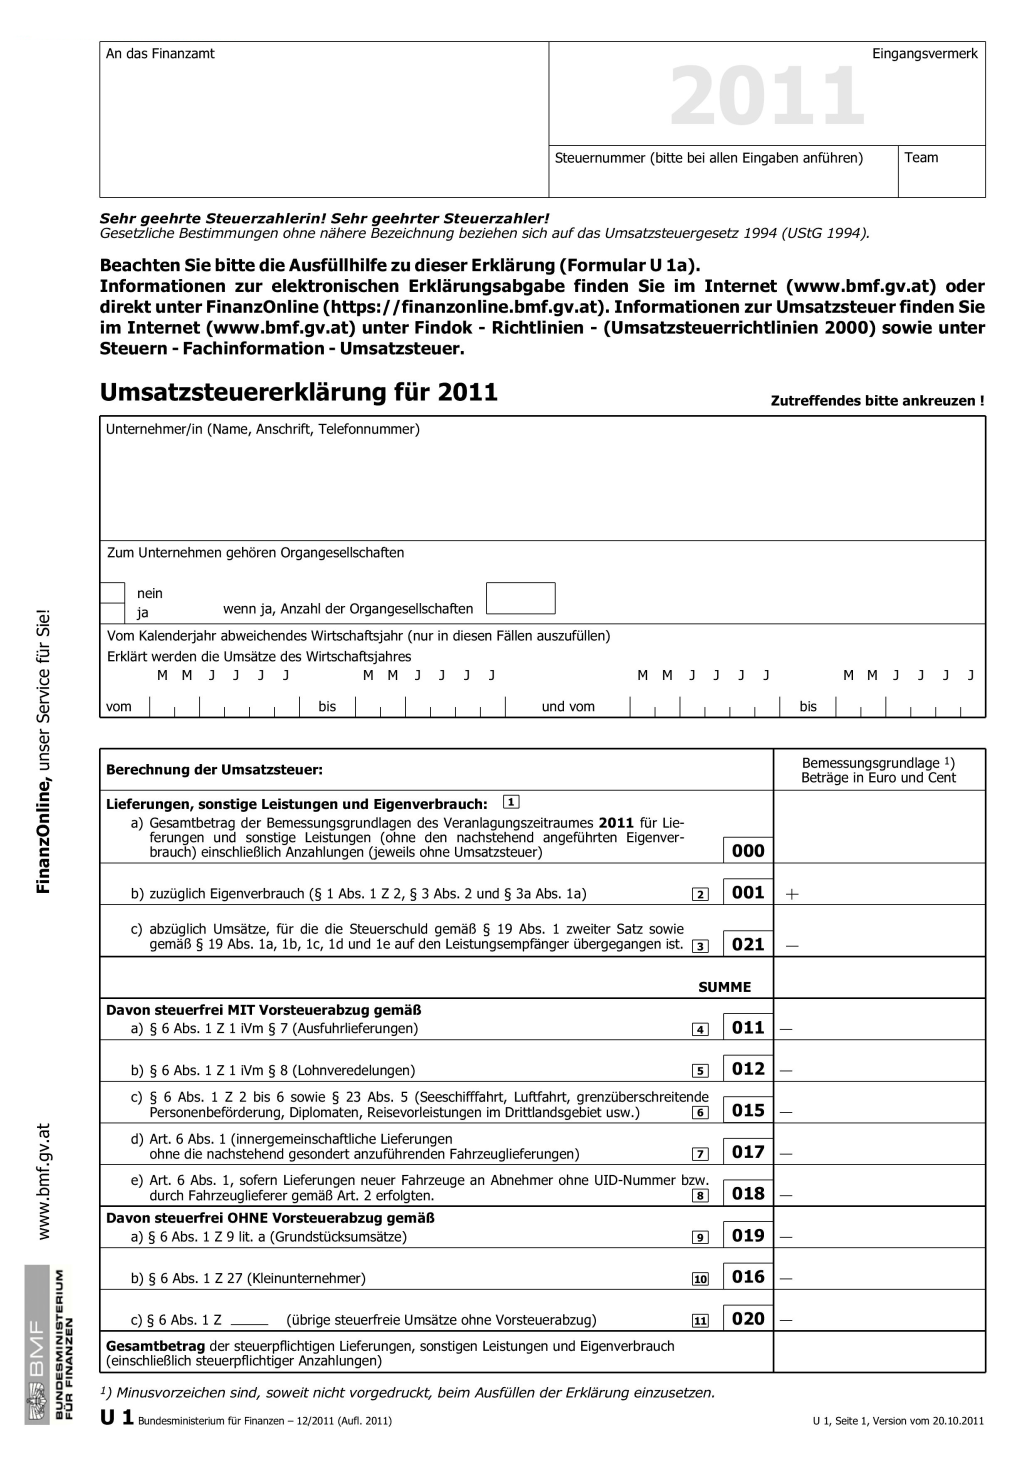 An das Finanzamt
Eingangsvermerk
2011
Steuernummer (bitte bei allen Eingaben anführen)
Team
Sehr geehrte Steuerzahlerin! Sehr geehrter Steuerzahler!
Gesetzliche Bestimmungen ohne nähere Bezeichnung beziehen sich auf das Umsatzsteuergesetz 1994 (UStG 1994).
Beachten Sie bitte die Ausfüllhilfe zu dieser Erklärung (Formular U 1a).
Informationen zur elektronischen Erklärungsabgabe finden Sie im Internet (www.bmf.gv.at) oder
direkt unter FinanzOnline (https://finanzonline.bmf.gv.at). Informationen zur Umsatzsteuer finden Sie
im Internet (www.bmf.gv.at) unter Findok - Richtlinien - (Umsatzsteuerrichtlinien 2000) sowie unter
Steuern - Fachinformation - Umsatzsteuer.
Umsatzsteuererklärung für 2011
Zutreffendes bitte ankreuzen !
Unternehmer/in (Name, Anschrift, Telefonnummer)
Zum Unternehmen gehören Organgesellschaften
nein
ja wenn ja, Anzahl der Organgesellschaften
Vom Kalenderjahr abweichendes Wirtschaftsjahr (nur in diesen Fällen auszufüllen)
Erklärt werden die Umsätze des Wirtschaftsjahres
M M J J J J M M J J J J M M J J J J M M J J J J
vom bis und vom bis
Berechnung der Umsatzsteuer:
Bemessungsgrundlage 1)
Beträge in Euro und Cent
Lieferungen, sonstige Leistungen und Eigenverbrauch: 1
a) Gesamtbetrag der Bemessungsgrundlagen des Veranlagungszeitraumes 2011 für Lie-
ferungen und sonstige Leistungen (ohne den nachstehend angeführten Eigenver-
brauch) einschließlich Anzahlungen (jeweils ohne Umsatzsteuer) 000
b) zuzüglich Eigenverbrauch (§ 1 Abs. 1 Z 2, § 3 Abs. 2 und § 3a Abs. 1a) 2 001 +
c) abzüglich Umsätze, für die die Steuerschuld gemäß § 19 Abs. 1 zweiter Satz sowie
gemäß § 19 Abs. 1a, 1b, 1c, 1d und 1e auf den Leistungsempfänger übergegangen ist. 3 021 –
SUMME
Davon steuerfrei MIT Vorsteuerabzug gemäß
a) § 6 Abs. 1 Z 1 iVm § 7 (Ausfuhrlieferungen) 4 011 –
b) § 6 Abs. 1 Z 1 iVm § 8 (Lohnveredelungen) 5 012 –
c) § 6 Abs. 1 Z 2 bis 6 sowie § 23 Abs. 5 (Seeschifffahrt, Luftfahrt, grenzüberschreitende
Personenbeförderung, Diplomaten, Reisevorleistungen im Drittlandsgebiet usw.) 6 015 –
d) Art. 6 Abs. 1 (innergemeinschaftliche Lieferungen
ohne die nachstehend gesondert anzuführenden Fahrzeuglieferungen) 7 017 –
e) Art. 6 Abs. 1, sofern Lieferungen neuer Fahrzeuge an Abnehmer ohne UID-Nummer bzw.
durch Fahrzeuglieferer gemäß Art. 2 erfolgten. 8 018 –
Davon steuerfrei OHNE Vorsteuerabzug gemäß
a) § 6 Abs. 1 Z 9 lit. a (Grundstücksumsätze) 9 019 –
b) § 6 Abs. 1 Z 27 (Kleinunternehmer) 10 016 –
c) § 6 Abs. 1 Z _____ (übrige steuerfreie Umsätze ohne Vorsteuerabzug) 11 020 –
Gesamtbetrag der steuerpflichtigen Lieferungen, sonstigen Leistungen und Eigenverbrauch
(einschließlich steuerpflichtiger Anzahlungen)
1) Minusvorzeichen sind, soweit nicht vorgedruckt, beim Ausfüllen der Erklärung einzusetzen.
U 1 Bundesministerium für Finanzen – 12/2011 (Aufl. 2011)
U 1, Seite 1, Version vom 20.10.2011
FinanzOnline, unser Service für Sie!
www.bmf.gv.at
BMF
BUNDESMINISTERIUM
FÜR FINANZEN